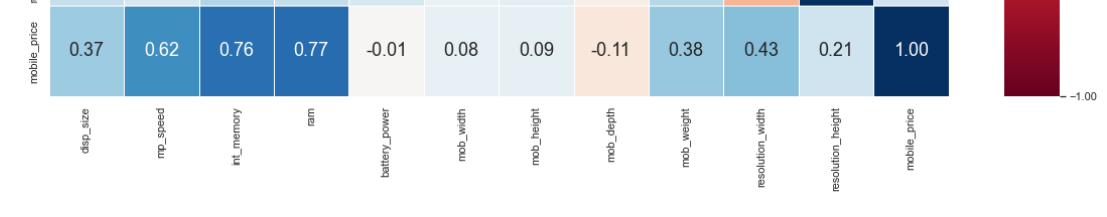 mobile_price
0.37 0.62 0.76 0.77 -0.01 0.08 0.09 -0.11 0.38 0.43 0.21 1.00
−1.00
disp_size mp_speed int_memory ram battery_power mob_width mob_height mob_depth mob_weight resolution_width resolution_height mobile_price